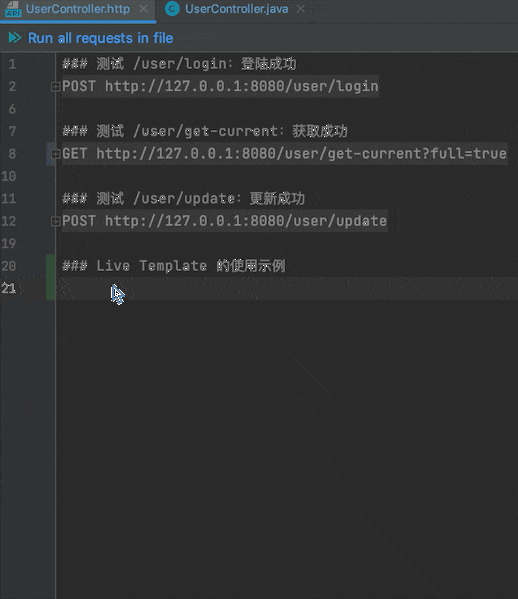 API UserController.http UserController.java
Run all requests in file
1 ### 测试 /user/login：登陆成功
2 POST http://127.0.0.1:8080/user/login
6
7 ### 测试 /user/get-current：获取成功
8 GET http://127.0.0.1:8080/user/get-current?full=true
10
11 ### 测试 /user/update：更新成功
12 POST http://127.0.0.1:8080/user/update
19
20 ### Live Template 的使用示例
21